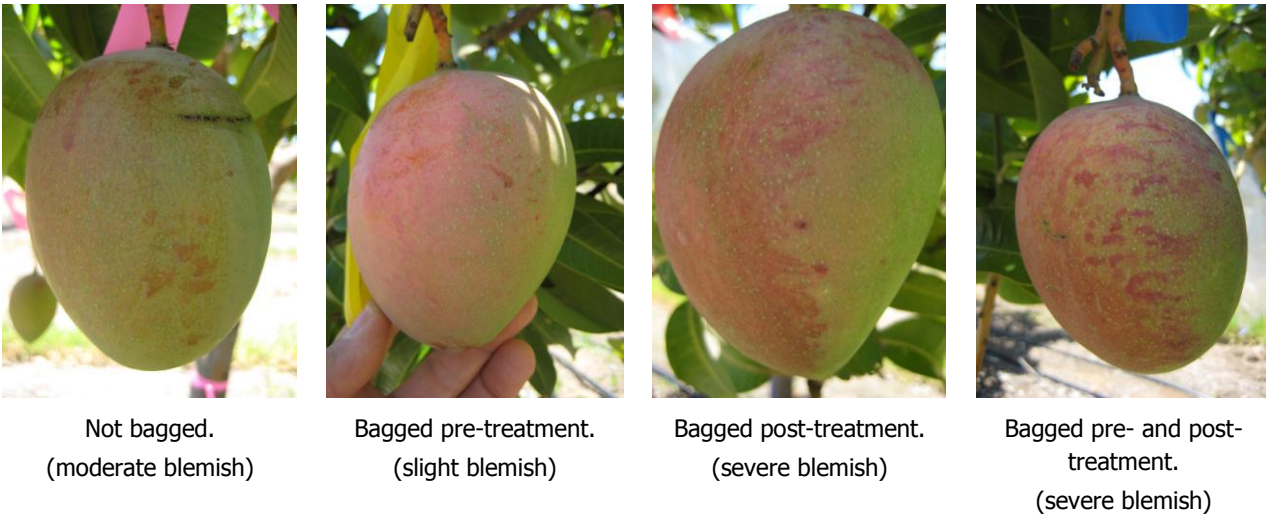 Not bagged.
(moderate blemish)
Bagged pre-treatment.
(slight blemish)
Bagged post-treatment.
(severe blemish)
Bagged pre- and post-
treatment.
(severe blemish)